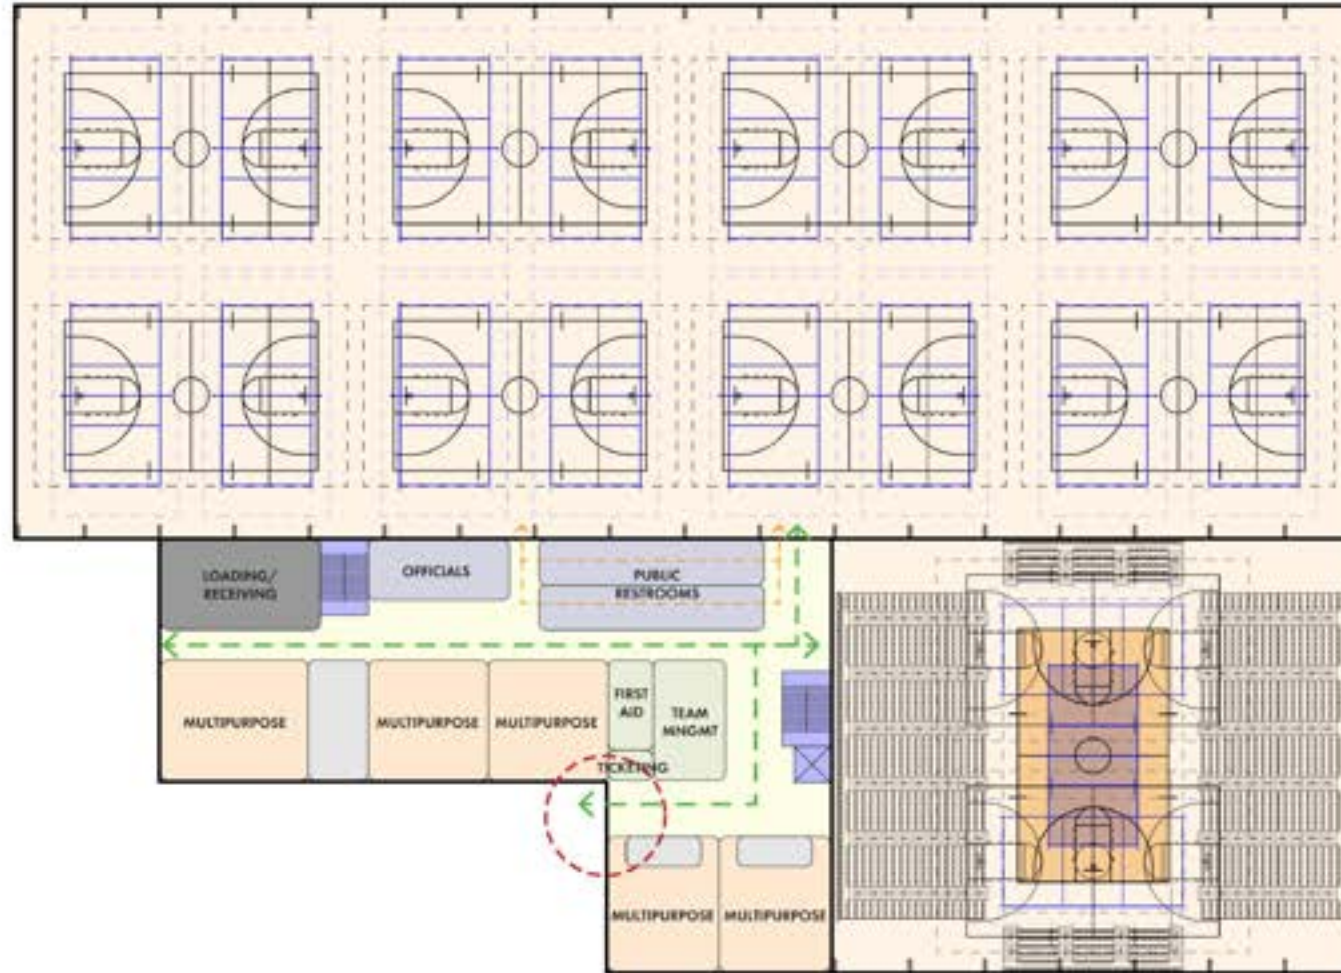 LOADING/
RECEIVING
OFFICIALS
PUBLIC
RESTROOMS
MULTIPURPOSE
MULTIPURPOSE
MULTIPURPOSE
FIRST
AID
TEAM
MNGMT
TICKETING
MULTIPURPOSE
MULTIPURPOSE